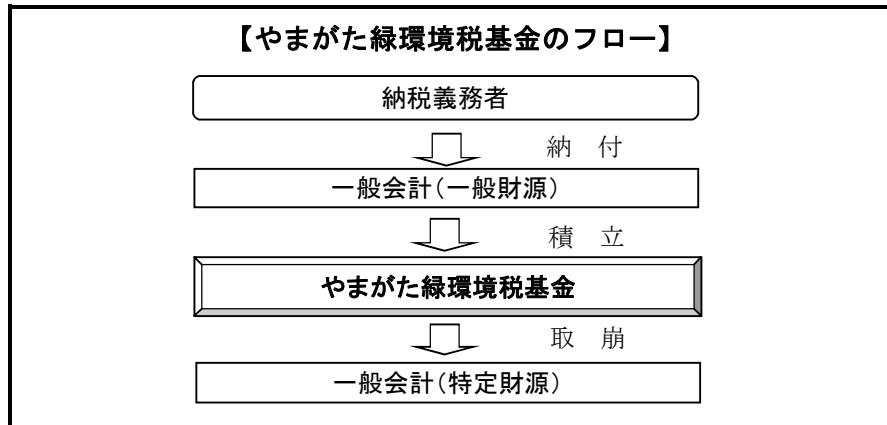 【やまがた緑環境税基金のフロー】
納税義務者
納　付
一般会計（一般財源）
積　立
やまがた緑環境税基金
取　崩
一般会計（特定財源）